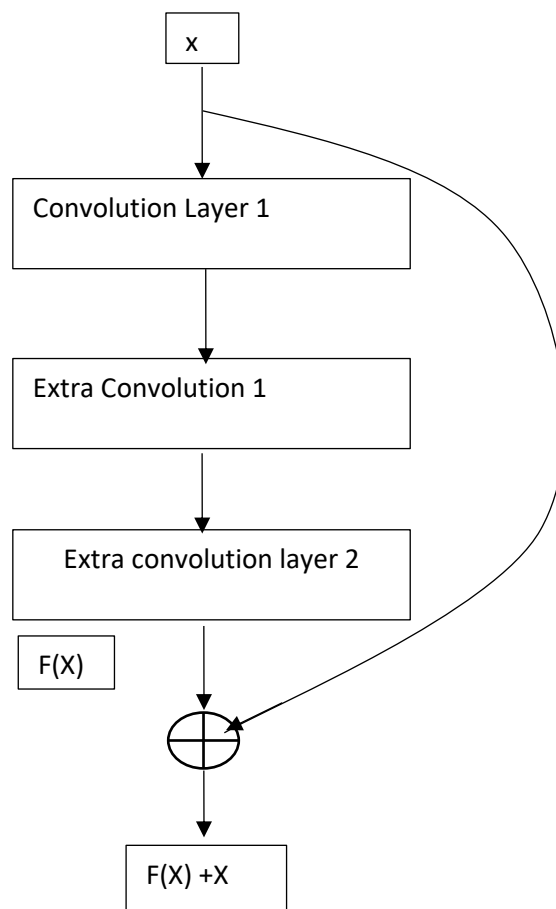 x
Convolution Layer 1
Extra Convolution 1
Extra convolution layer 2
F(X)
F(X) +X